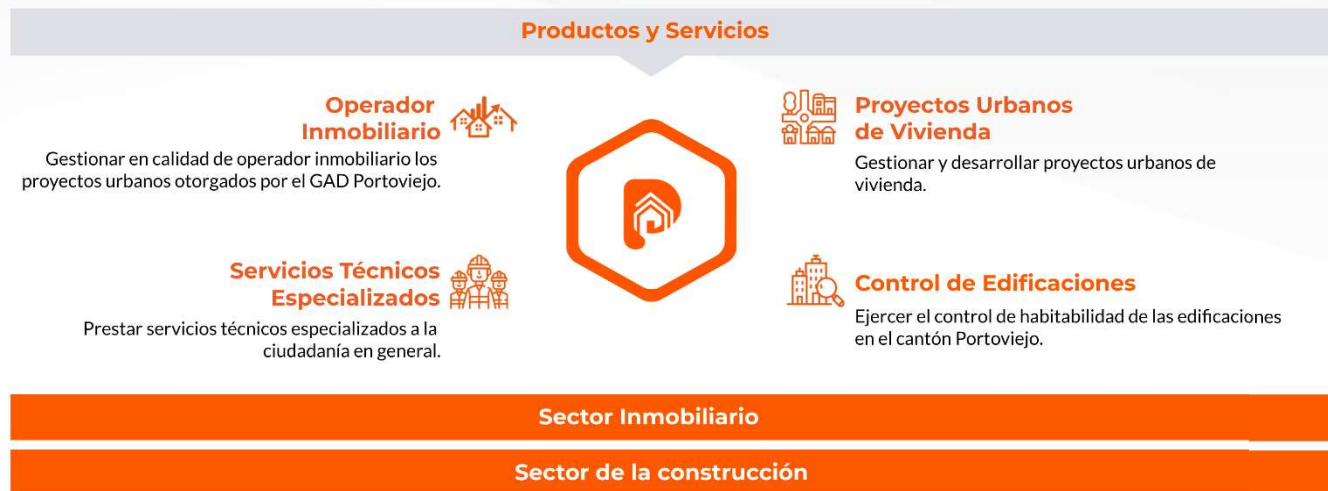 Productos y Servicios
Operador
Inmobiliario
Gestionar en calidad de operador inmobiliario los
proyectos urbanos otorgados por el GAD Portoviejo.
Proyectos Urbanos
de Vivienda
Gestionar y desarrollar proyectos urbanos de
vivienda.
Servicios Técnicos
Especializados
Prestar servicios técnicos especializados a la
ciudadanía en general.
Control de Edificaciones
Ejercer el control de habitabilidad de las edificaciones
en el cantón Portoviejo.
Sector Inmobiliario
Sector de la construcción